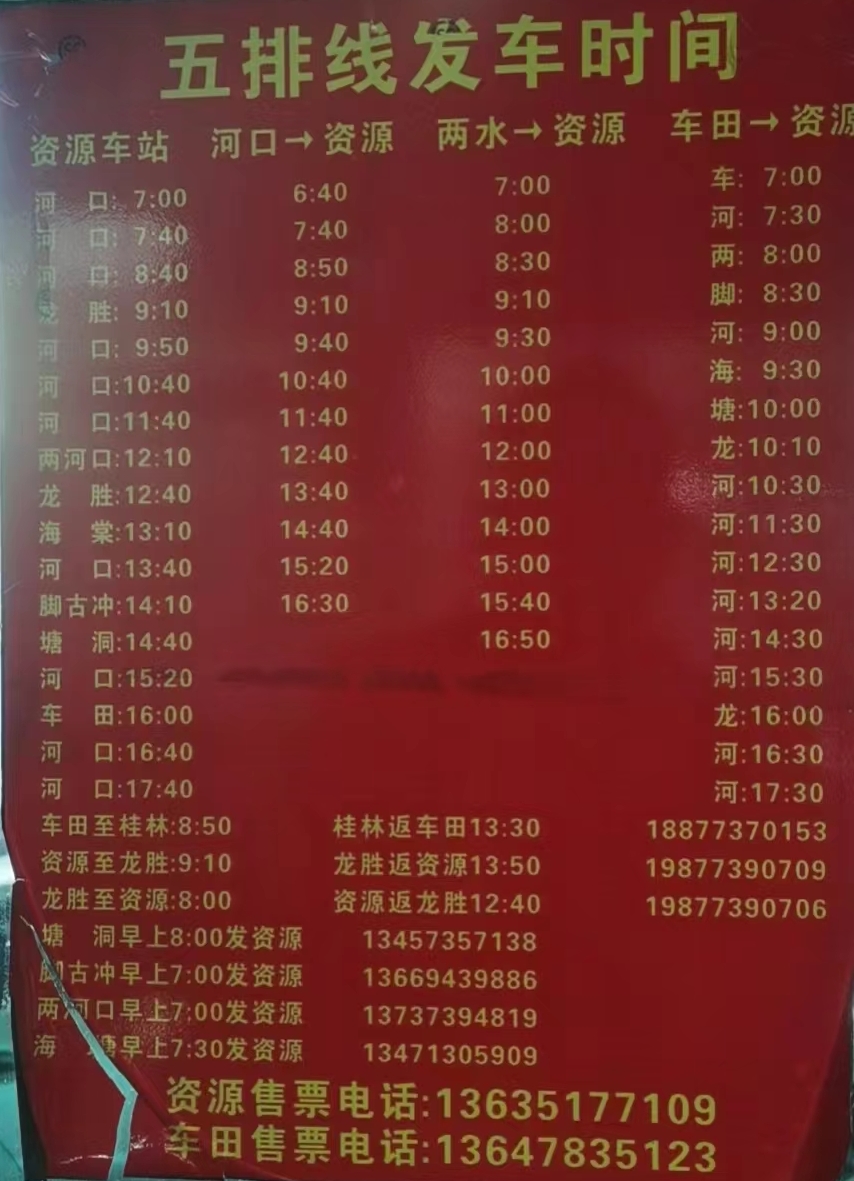 五排线发车时间
资源车站 河口→资源 两水→资源 车田→资源
河口: 7:00 6:40 7:00 车: 7:00
河口: 7:40 7:40 8:00 河: 7:30
河口: 8:40 8:50 8:30 两: 8:00
龙胜: 9:10 9:10 9:10 脚: 8:30
河口: 9:50 9:40 9:30 河: 9:00
河口:10:40 10:40 10:00 海: 9:30
河口:11:40 11:40 11:00 塘:10:00
两河口:12:10 12:40 12:00 龙:10:10
龙胜:12:40 13:40 13:00 河:10:30
海棠:13:10 14:40 14:00 河:11:30
河口:13:40 15:20 15:00 河:12:30
脚古冲:14:10 16:30 15:40 河:13:20
塘洞:14:40 16:50 河:14:30
河口:15:20 河:15:30
车田:16:00 龙:16:00
河口:16:40 河:16:30
河口:17:40 河:17:30
车田至桂林:8:50 桂林返车田13:30 18877370153
资源至龙胜:9:10 龙胜返资源13:50 19877390709
龙胜至资源:8:00 资源返龙胜12:40 19877390706
塘洞早上8:00发资源 13457357138
脚古冲早上7:00发资源 13669439886
两河口早上7:00发资源 13737394819
海塘早上7:30发资源 13471305909
资源售票电话:13635177109
车田售票电话:13647835123